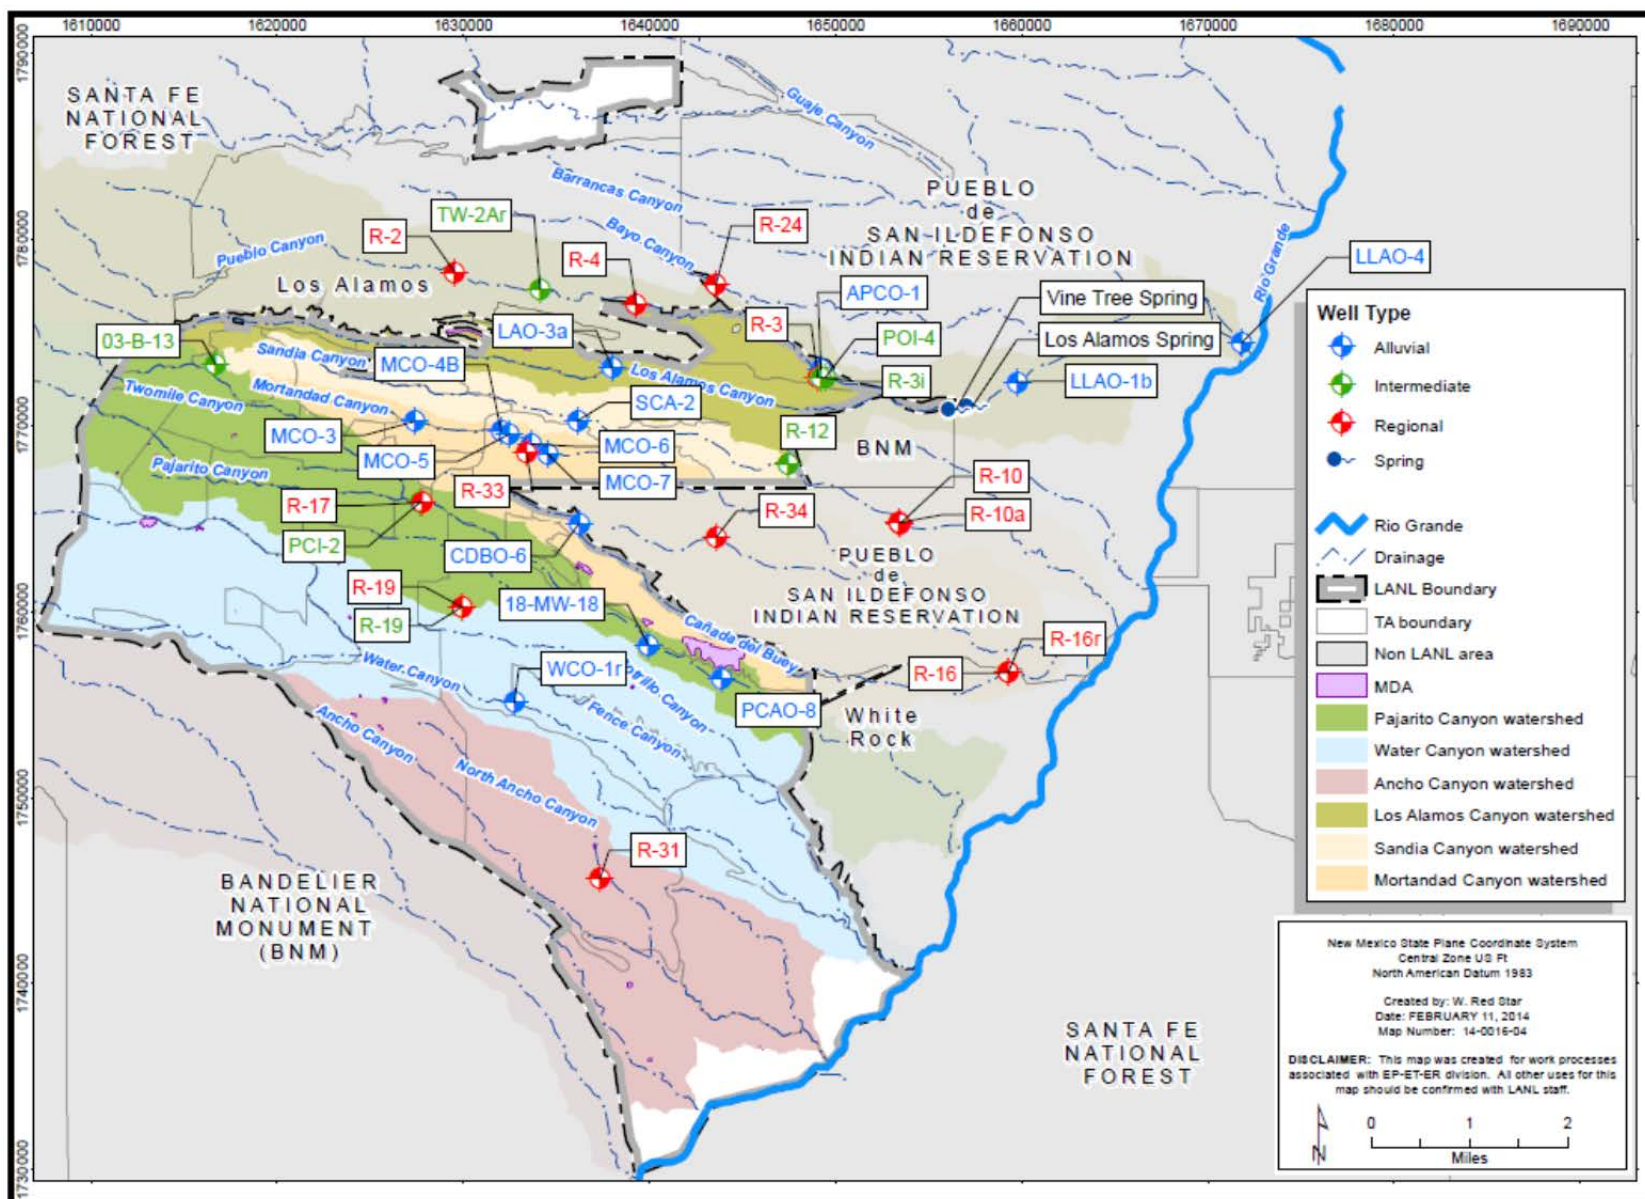 1610000
1620000
1630000
1640000
1650000
1660000
1670000
1680000
1690000
1790000
1780000
1770000
1760000
1750000
1740000
1730000
SANTA FE
NATIONAL
FOREST
Guaje Canyon
Barrancas Canyon
Bayo Canyon
Pueblo Canyon
Los Alamos
PUEBLO
de
SAN ILDEFONSO
INDIAN RESERVATION
Rio Grande
TW-2Ar
R-2
R-4
R-24
LLAO-4
APCO-1
Vine Tree Spring
R-3
POI-4
Los Alamos Spring
R-3i
LLAO-1b
03-B-13
LAO-3a
MCO-4B
Sandia Canyon
Los Alamos Canyon
Twomile Canyon
Mortandad Canyon
SCA-2
MCO-3
R-12
BNM
MCO-5
MCO-6
Pajarito Canyon
R-33
MCO-7
R-10
R-17
R-34
R-10a
PCI-2
CDBO-6
PUEBLO
de
SAN ILDEFONSO
INDIAN RESERVATION
R-19
18-MW-18
R-19
Cañada del Buey
R-16r
R-16
Water Canyon
WCO-1r
otrillo Canyon
PCAO-8
White
Rock
Fence Canyon
Ancho Canyon
North Ancho Canyon
R-31
BANDELIER
NATIONAL
MONUMENT
(BNM)
SANTA FE
NATIONAL
FOREST
Well Type
Alluvial
Intermediate
Regional
Spring
Rio Grande
Drainage
LANL Boundary
TA boundary
Non LANL area
MDA
Pajarito Canyon watershed
Water Canyon watershed
Ancho Canyon watershed
Los Alamos Canyon watershed
Sandia Canyon watershed
Mortandad Canyon watershed
New Mexico State Plane Coordinate System
Central Zone US Ft
North American Datum 1983
Created by: W. Red Star
Date: FEBRUARY 11, 2014
Map Number: 14-0016-04
DISCLAIMER: This map was created for work processes
associated with EP-ET-ER division. All other uses for this
map should be confirmed with LANL staff.
N
0 1 2
Miles